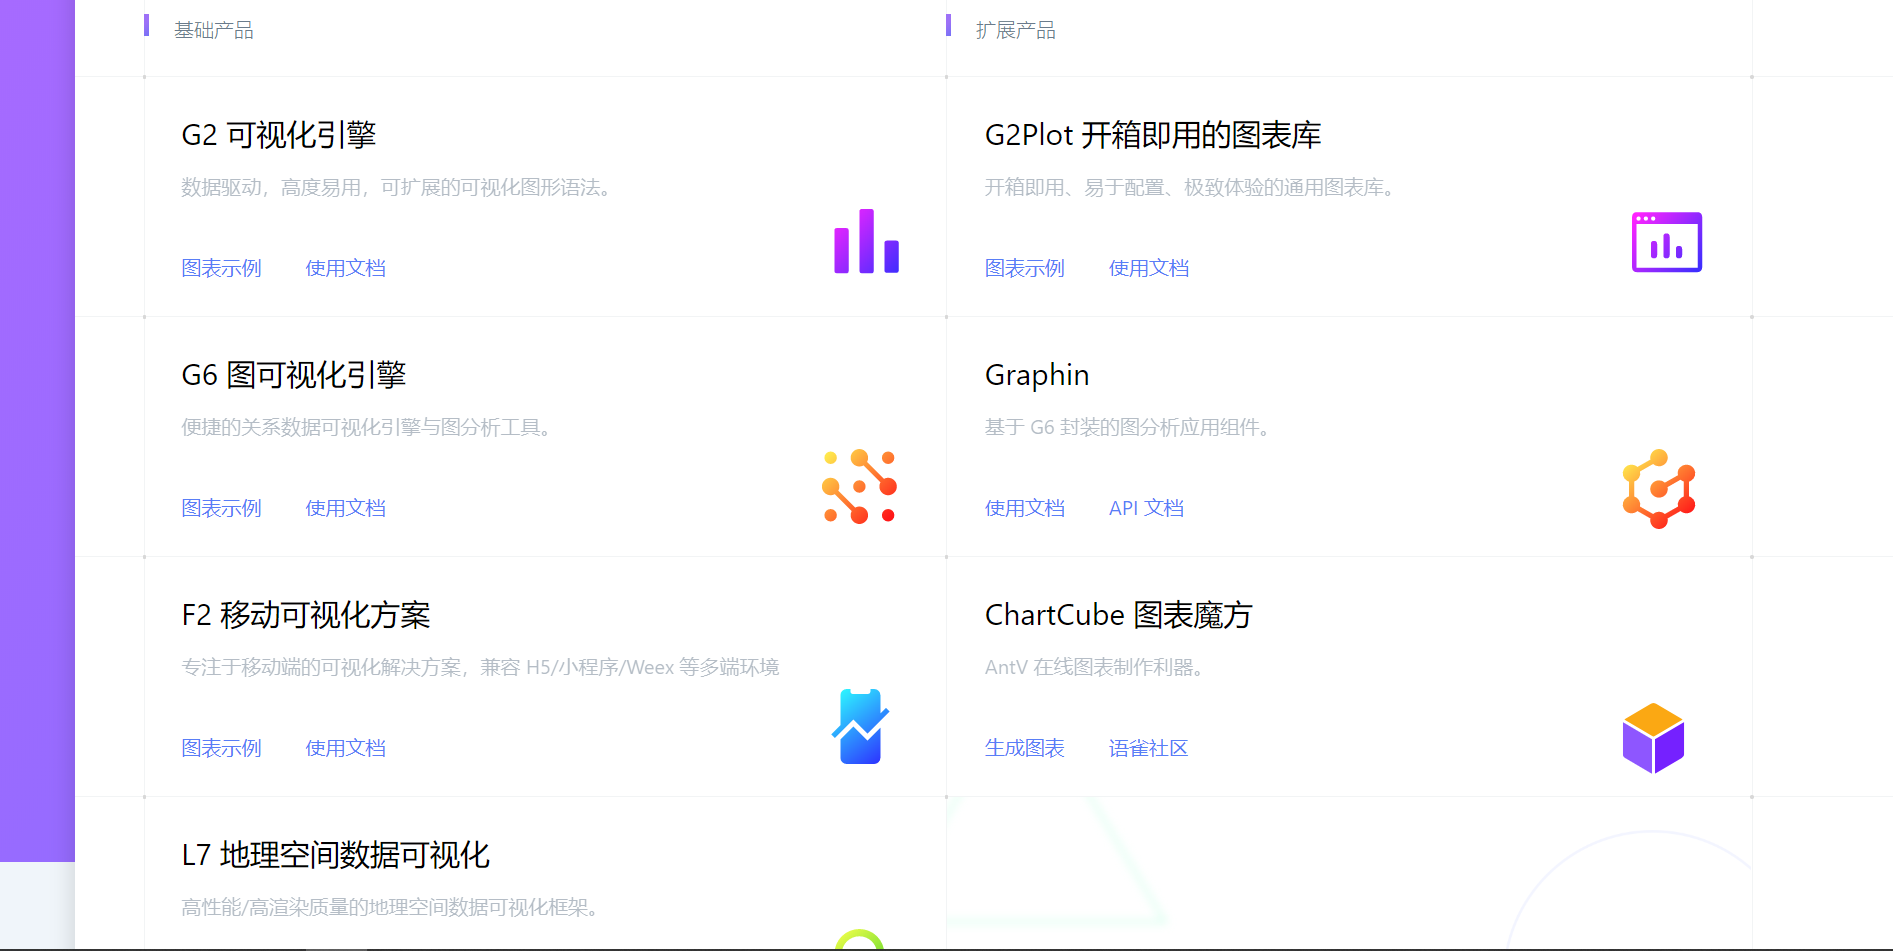 基础产品
扩展产品
G2 可视化引擎
数据驱动，高度易用，可扩展的可视化图形语法。
图表示例 使用文档
G2Plot 开箱即用的图表库
开箱即用、易于配置、极致体验的通用图表库。
图表示例 使用文档
G6 图可视化引擎
便捷的关系数据可视化引擎与图分析工具。
图表示例 使用文档
Graphin
基于 G6 封装的图分析应用组件。
使用文档 API 文档
F2 移动可视化方案
专注于移动端的可视化解决方案，兼容 H5/小程序/Weex 等多端环境
图表示例 使用文档
ChartCube 图表魔方
AntV 在线图表制作利器。
生成图表 语雀社区
L7 地理空间数据可视化
高性能/高渲染质量的地理空间数据可视化框架。